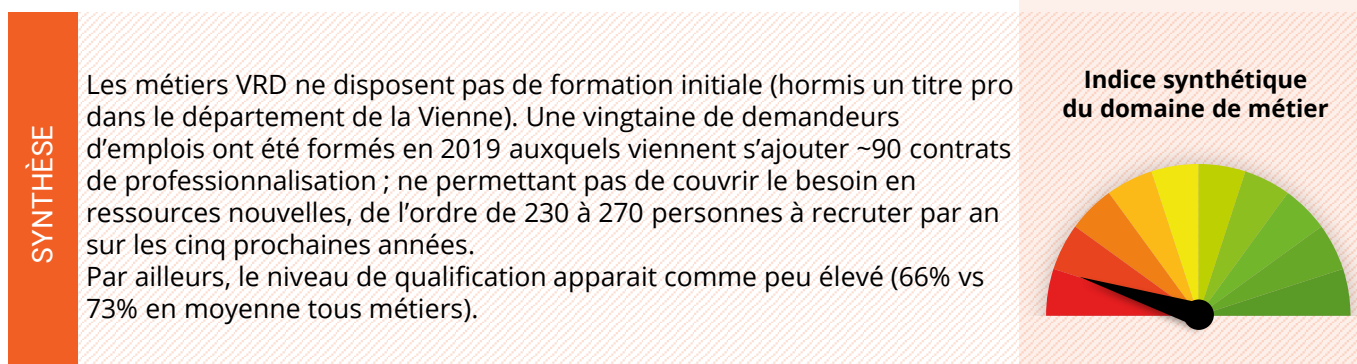 SYNTHÈSE
Les métiers VRD ne disposent pas de formation initiale (hormis un titre pro
dans le département de la Vienne). Une vingtaine de demandeurs
d’emplois ont été formés en 2019 auxquels viennent s’ajouter ~90 contrats
de professionnalisation ; ne permettant pas de couvrir le besoin en
ressources nouvelles, de l’ordre de 230 à 270 personnes à recruter par an
sur les cinq prochaines années.
Par ailleurs, le niveau de qualification apparait comme peu élevé (66% vs
73% en moyenne tous métiers).
Indice synthétique
du domaine de métier